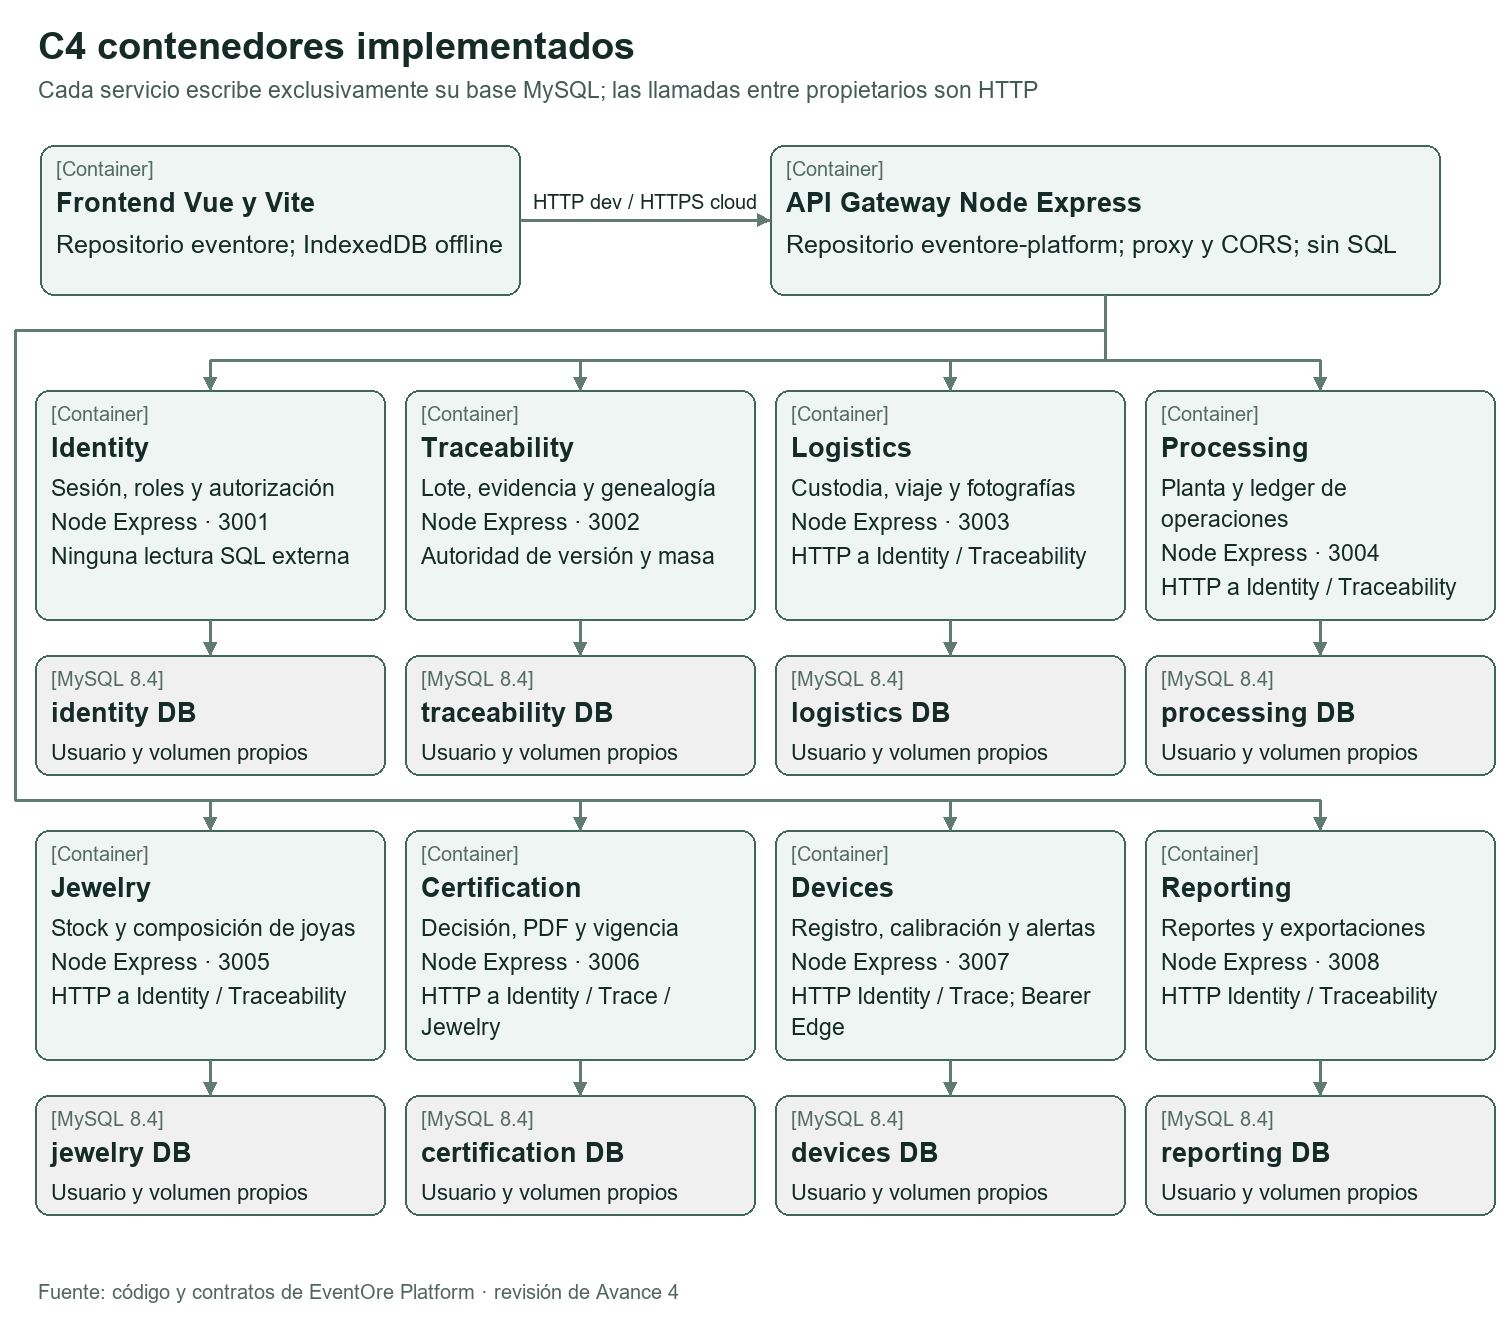 C4 contenedores implementados
Cada servicio escribe exclusivamente su base MySQL; las llamadas entre propietarios son HTTP
[Container]
Frontend Vue y Vite
Repositorio eventore; IndexedDB offline
HTTP dev / HTTPS cloud
[Container]
API Gateway Node Express
Repositorio eventore-platform; proxy y CORS; sin SQL
[Container]
Identity
Sesión, roles y autorización
Node Express · 3001
Ninguna lectura SQL externa
[Container]
Traceability
Lote, evidencia y genealogía
Node Express · 3002
Autoridad de versión y masa
[Container]
Logistics
Custodia, viaje y fotografías
Node Express · 3003
HTTP a Identity / Traceability
[Container]
Processing
Planta y ledger de
operaciones
Node Express · 3004
HTTP a Identity / Traceability
[MySQL 8.4]
identity DB
Usuario y volumen propios
[MySQL 8.4]
traceability DB
Usuario y volumen propios
[MySQL 8.4]
logistics DB
Usuario y volumen propios
[MySQL 8.4]
processing DB
Usuario y volumen propios
[Container]
Jewelry
Stock y composición de joyas
Node Express · 3005
HTTP a Identity / Traceability
[Container]
Certification
Decisión, PDF y vigencia
Node Express · 3006
HTTP a Identity / Trace /
Jewelry
[Container]
Devices
Registro, calibración y alertas
Node Express · 3007
HTTP Identity / Trace; Bearer
Edge
[Container]
Reporting
Reportes y exportaciones
Node Express · 3008
HTTP Identity / Traceability
[MySQL 8.4]
jewelry DB
Usuario y volumen propios
[MySQL 8.4]
certification DB
Usuario y volumen propios
[MySQL 8.4]
devices DB
Usuario y volumen propios
[MySQL 8.4]
reporting DB
Usuario y volumen propios
Fuente: código y contratos de EventOre Platform · revisión de Avance 4